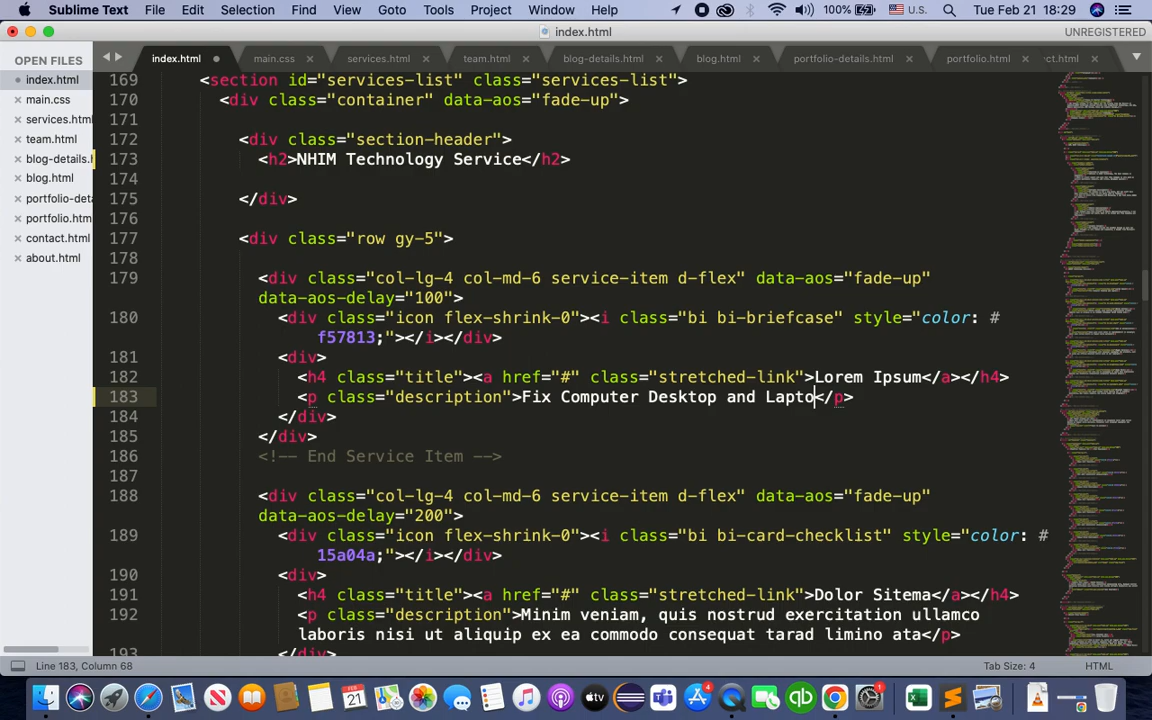 Sublime Text File Edit Selection Find View Goto Tools Project Window Help 100% U.S. Tue Feb 21 18:29
index.html UNREGISTERED
OPEN FILES
index.html
main.css
services.html
team.html
blog-details.h
blog.html
portfolio-deta
portfolio.htm
contact.html
about.html
index.html main.css services.html team.html blog-details.html blog.html portfolio-details.html portfolio.html ct.html
169 <section id="services-list" class="services-list">
170 <div class="container" data-aos="fade-up">
171
172 <div class="section-header">
173 <h2>NHIM Technology Service</h2>
174
175 </div>
176
177 <div class="row gy-5">
178
179 <div class="col-lg-4 col-md-6 service-item d-flex" data-aos="fade-up"
data-aos-delay="100">
180 <div class="icon flex-shrink-0"><i class="bi bi-briefcase" style="color: #
f57813;"></i></div>
181 <div>
182 <h4 class="title"><a href="#" class="stretched-link">Lorem Ipsum</a></h4>
183 <p class="description">Fix Computer Desktop and Lapto</p>
184 </div>
185 </div>
186 <!-- End Service Item -->
187
188 <div class="col-lg-4 col-md-6 service-item d-flex" data-aos="fade-up"
data-aos-delay="200">
189 <div class="icon flex-shrink-0"><i class="bi bi-card-checklist" style="color: #
15a04a;"></i></div>
190 <div>
191 <h4 class="title"><a href="#" class="stretched-link">Dolor Sitema</a></h4>
192 <p class="description">Minim veniam, quis nostrud exercitation ullamco
laboris nisi ut aliquip ex ea commodo consequat tarad limino ata</p>
193 </div>
Line 183, Column 68 Tab Size: 4 HTML